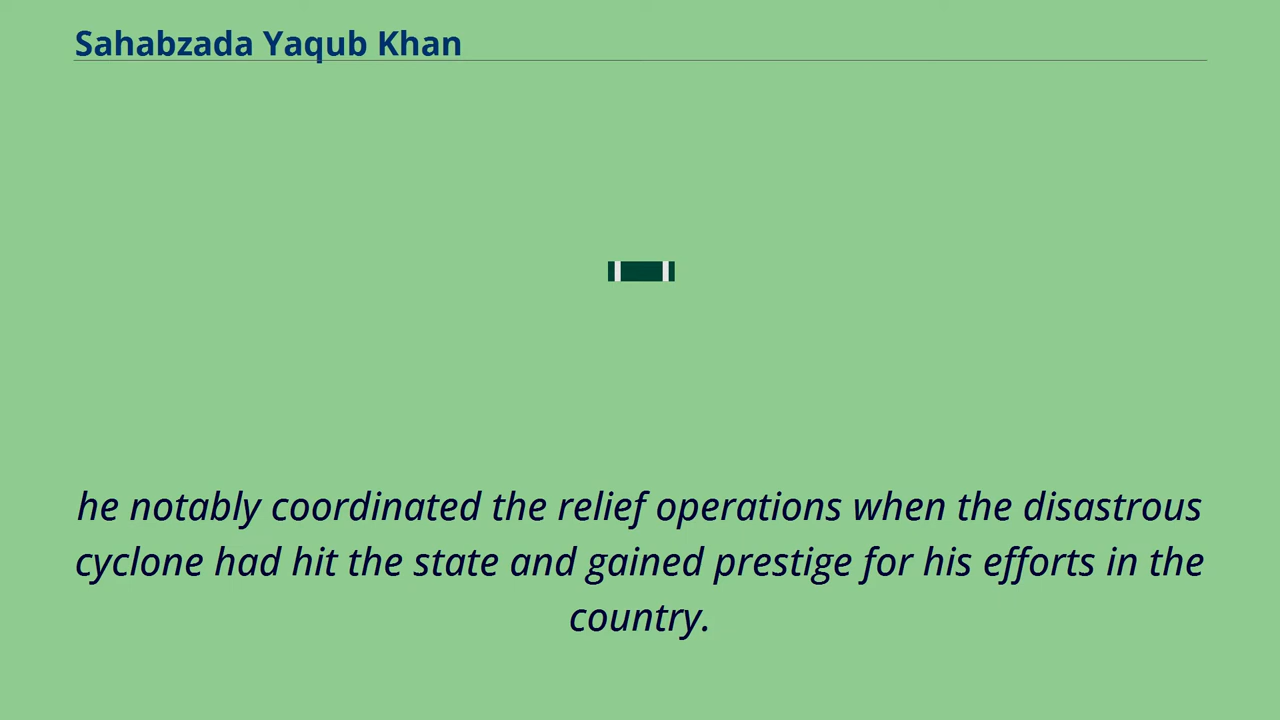 Sahabzada Yaqub Khan
he notably coordinated the relief operations when the disastrous
cyclone had hit the state and gained prestige for his efforts in the
country.